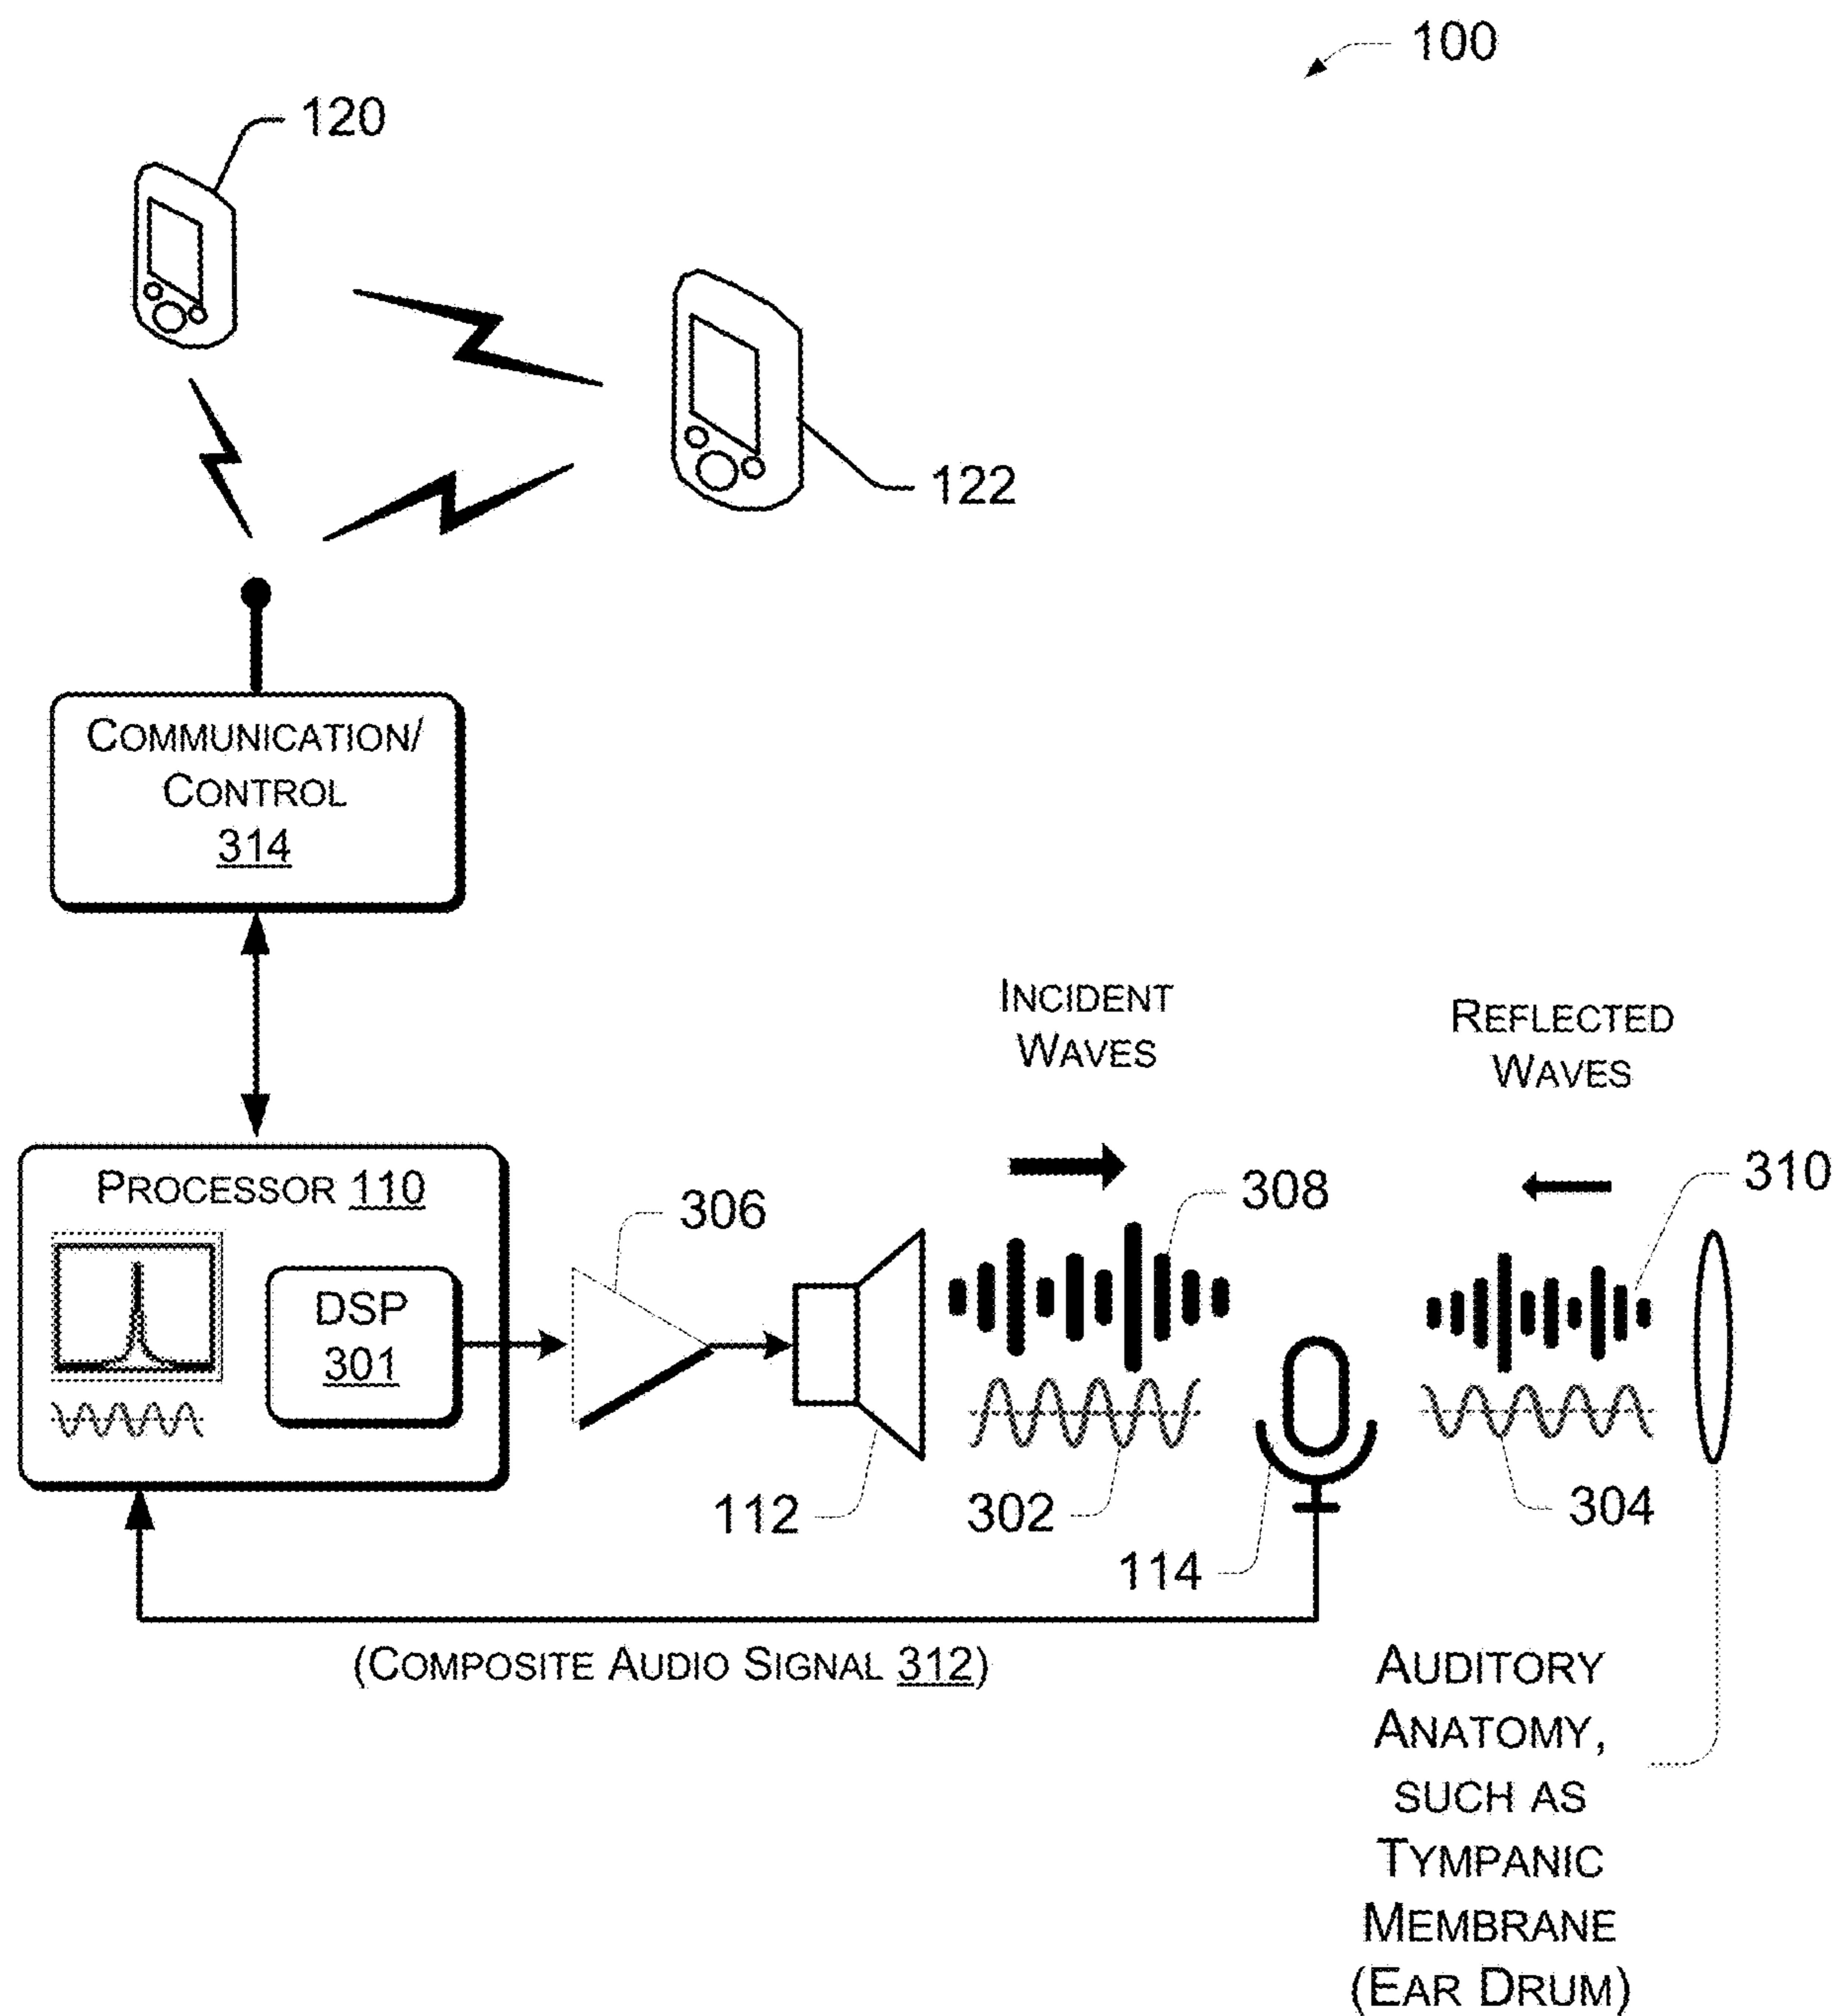 100
120
122
COMMUNICATION/
CONTROL
314
INCIDENT
WAVES
REFLECTED
WAVES
PROCESSOR 110
306
308
310
DSP
301
112
302
304
114
(COMPOSITE AUDIO SIGNAL 312)
AUDITORY
ANATOMY,
SUCH AS
TYMPANIC
MEMBRANE
(EAR DRUM)